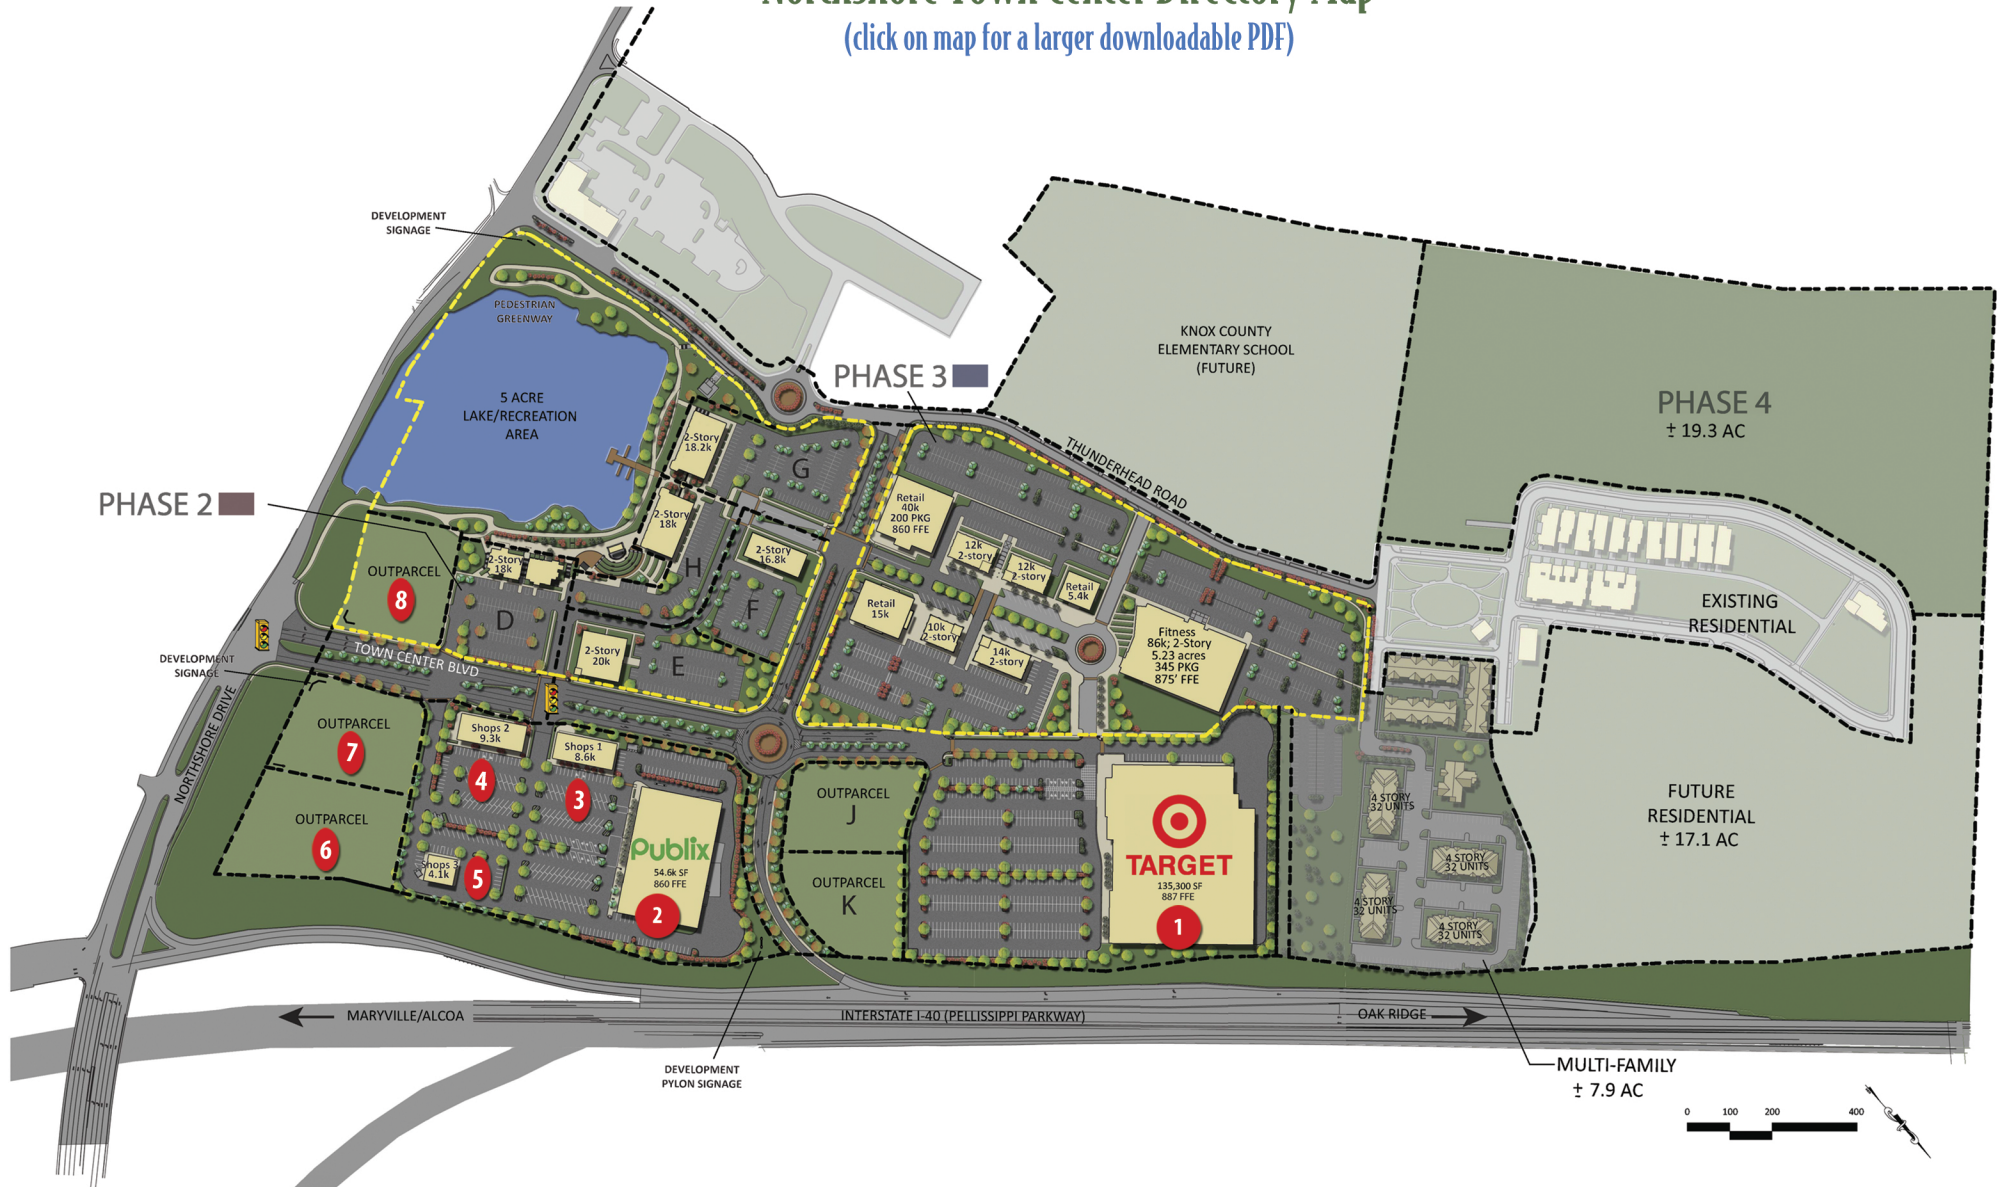 Northshore Town Center Directory Map
(click on map for a larger downloadable PDF)
DEVELOPMENT
SIGNAGE
PEDESTRIAN
GREENWAY
5 ACRE
LAKE/RECREATION
AREA
KNOX COUNTY
ELEMENTARY SCHOOL
(FUTURE)
PHASE 3
PHASE 4
± 19.3 AC
THUNDERHEAD ROAD
PHASE 2
2-Story
18.2k
G
2-Story
18k
H
2-Story
16.8k
F
2-Story
18k
D
2-Story
20k
E
OUTPARCEL
8
Retail
40k
200 PKG
860 FFE
12k
2-story
12k
2-story
Retail
5.4k
Retail
15k
10k
2-story
14k
2-story
Fitness
86k; 2-Story
5.23 acres
345 PKG
875' FFE
EXISTING
RESIDENTIAL
TOWN CENTER BLVD
DEVELOPMENT
SIGNAGE
NORTHSHORE DRIVE
OUTPARCEL
7
OUTPARCEL
6
Shops 2
9.3k
4
Shops 1
8.6k
3
Shops 3
4.1k
5
Publix
54.6k SF
860 FFE
2
OUTPARCEL
J
OUTPARCEL
K
TARGET
135,300 SF
887 FFE
1
4 STORY
32 UNITS
4 STORY
32 UNITS
4 STORY
32 UNITS
4 STORY
32 UNITS
FUTURE
RESIDENTIAL
± 17.1 AC
MARYVILLE/ALCOA
INTERSTATE I-40 (PELLISSIPPI PARKWAY)
OAK RIDGE
DEVELOPMENT
PYLON SIGNAGE
MULTI-FAMILY
± 7.9 AC
0 100 200 400